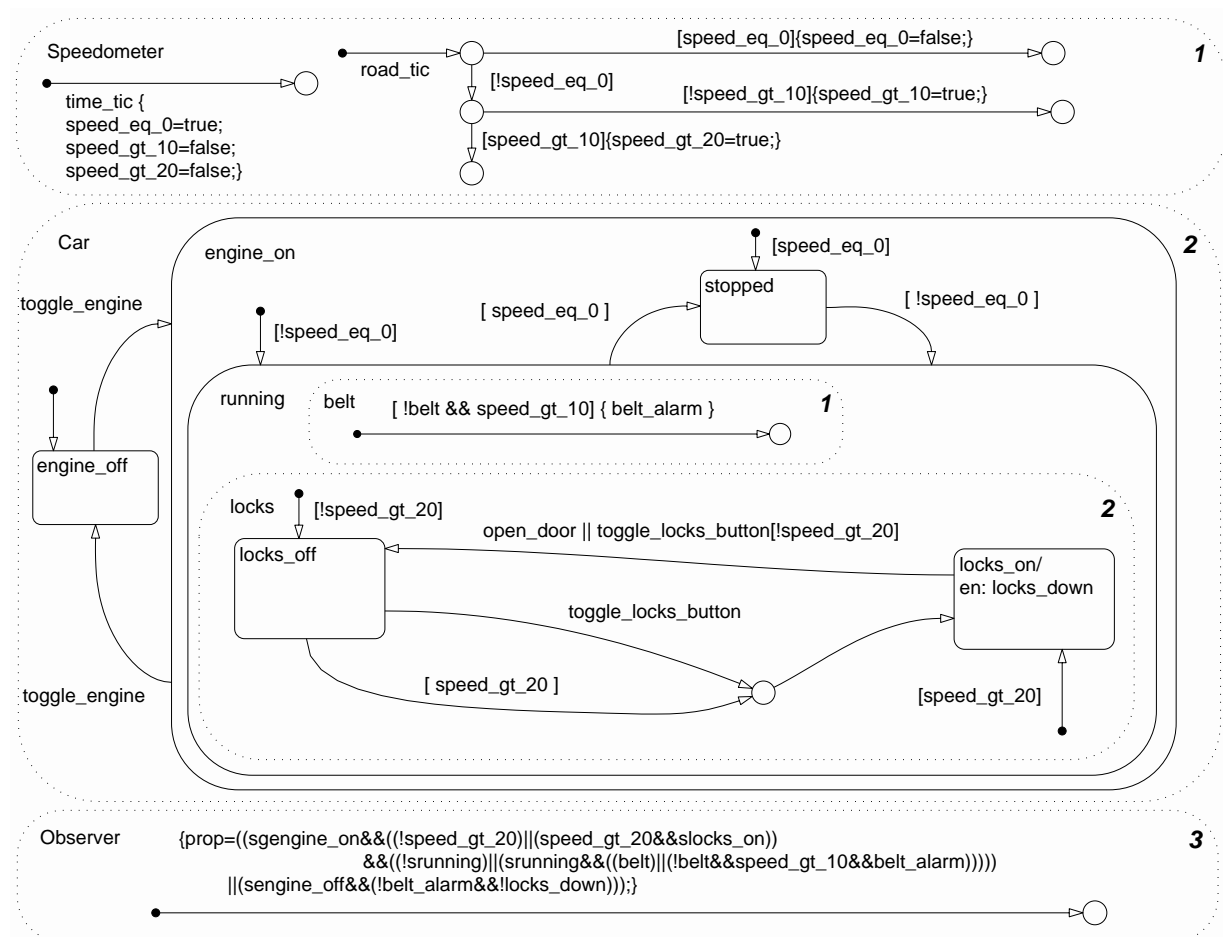 Speedometer
time_tic {
speed_eq_0=true;
speed_gt_10=false;
speed_gt_20=false;}
road_tic
[speed_eq_0]{speed_eq_0=false;}
[!speed_eq_0]
[!speed_gt_10]{speed_gt_10=true;}
[speed_gt_10]{speed_gt_20=true;}
1
Car
2
engine_on
toggle_engine
engine_off
toggle_engine
[speed_eq_0]
stopped
[ speed_eq_0 ]
[ !speed_eq_0 ]
[!speed_eq_0]
running
belt
[ !belt && speed_gt_10] { belt_alarm }
1
locks
[!speed_gt_20]
2
open_door || toggle_locks_button[!speed_gt_20]
locks_off
locks_on/
en: locks_down
toggle_locks_button
[ speed_gt_20 ]
[speed_gt_20]
Observer
3
{prop=((sgengine_on&&((!speed_gt_20)||(speed_gt_20&&slocks_on))
&&((!srunning)||(srunning&&((belt)||(!belt&&speed_gt_10&&belt_alarm)))))
||(sengine_off&&(!belt_alarm&&!locks_down)));}